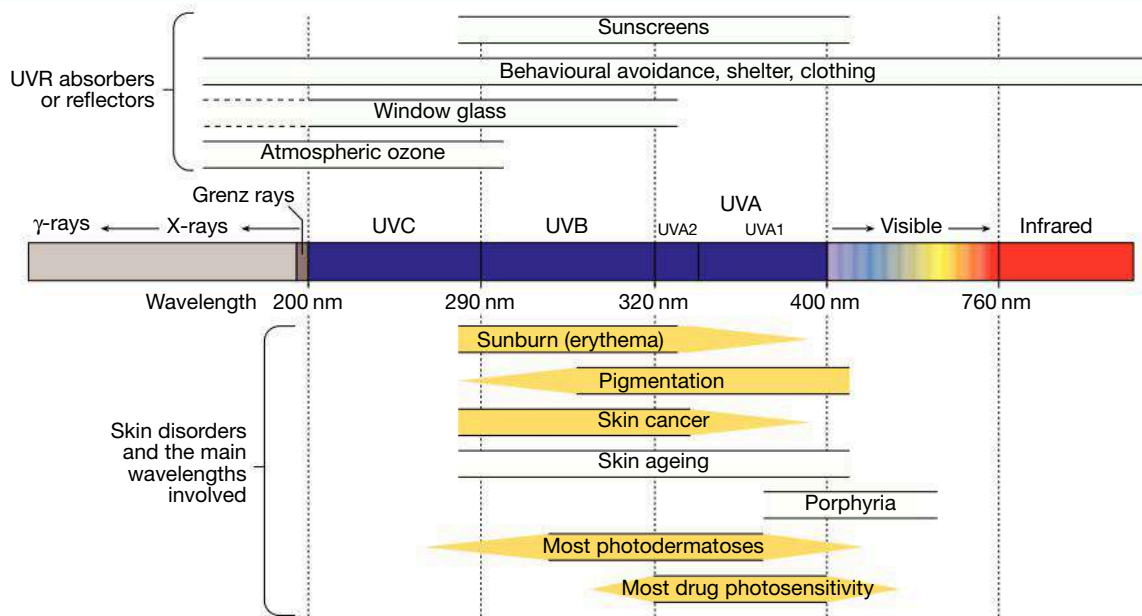 Sunscreens
UVR absorbers
or reflectors
Behavioural avoidance, shelter, clothing
Window glass
Atmospheric ozone
Grenz rays
γ-rays
X-rays
UVC
UVB
UVA
UVA2
UVA1
Visible
Infrared
Wavelength
200 nm
290 nm
320 nm
400 nm
760 nm
Skin disorders
and the main
wavelengths
involved
Sunburn (erythema)
Pigmentation
Skin cancer
Skin ageing
Porphyria
Most photodermatoses
Most drug photosensitivity